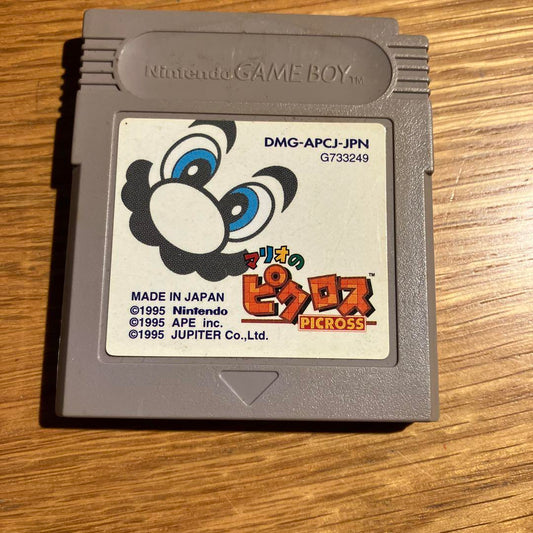 Nintendo GAME BOY TM
DMG-APCJ-JPN
G733249
マリオの
ピクロス TM
PICROSS
MADE IN JAPAN
©1995 Nintendo
©1995 APE inc.
©1995 JUPITER Co.,Ltd.